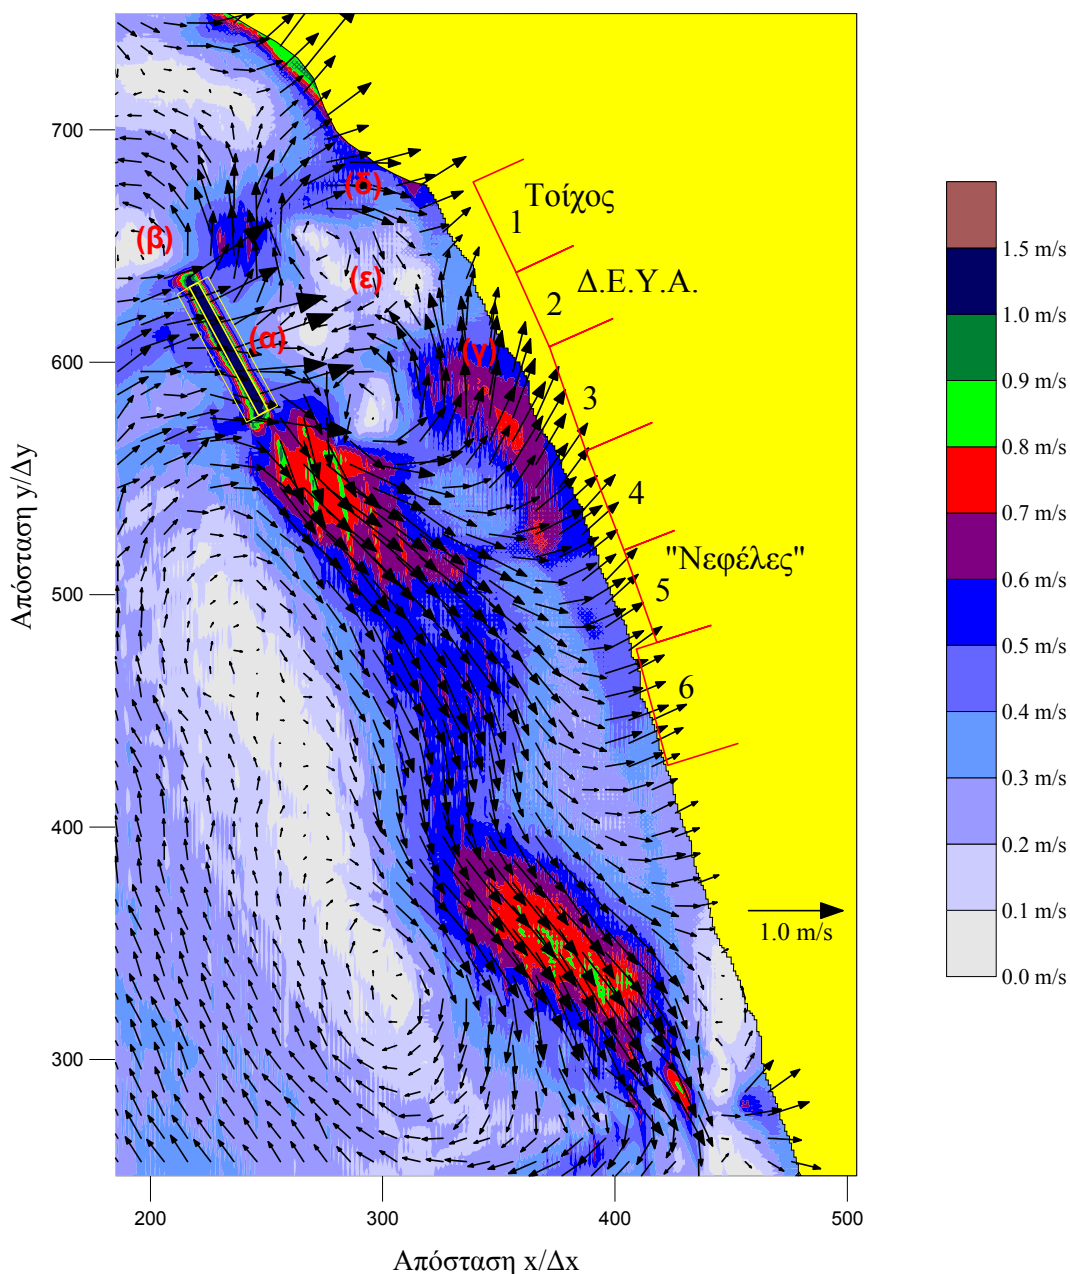 700
600
500
400
300
200
300
400
500
Απόσταση y/Δy
Απόσταση x/Δx
(δ)
(β)
(ε)
(α)
(γ)
1
Τοίχος
2
Δ.Ε.Υ.Α.
3
4
5
"Νεφέλες"
6
1.0 m/s
1.5 m/s
1.0 m/s
0.9 m/s
0.8 m/s
0.7 m/s
0.6 m/s
0.5 m/s
0.4 m/s
0.3 m/s
0.2 m/s
0.1 m/s
0.0 m/s